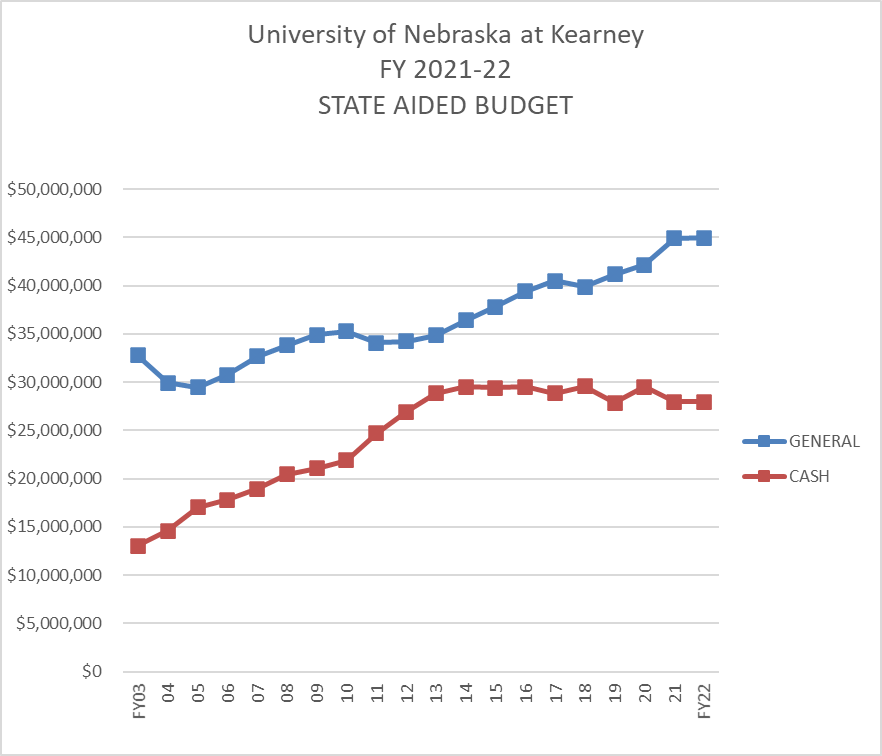 University of Nebraska at Kearney
FY 2021-22
STATE AIDED BUDGET
$50,000,000
$45,000,000
$40,000,000
$35,000,000
$30,000,000
$25,000,000
$20,000,000
$15,000,000
$10,000,000
$5,000,000
$0
FY03 04 05 06 07 08 09 10 11 12 13 14 15 16 17 18 19 20 21 FY22
GENERAL
CASH